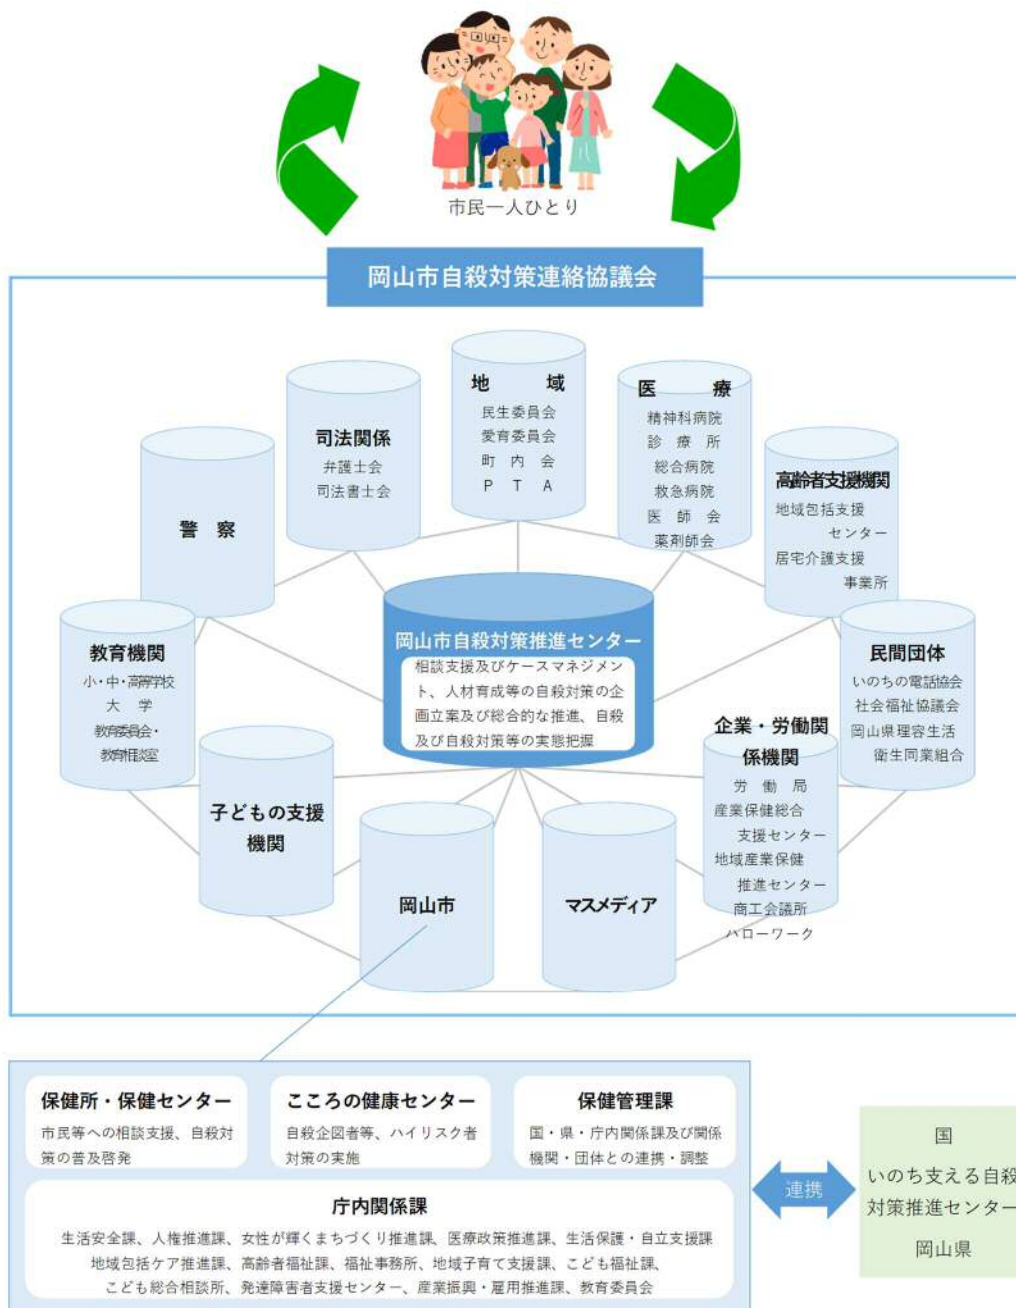 市民一人ひとり
岡山市自殺対策連絡協議会
地　域
民生委員会
愛育委員会
町 内 会
P T A
医　療
精神科病院
診 療 所
総合病院
救急病院
医 師 会
薬剤師会
司法関係
弁護士会
司法書士会
高齢者支援機関
地域包括支援
センター
居宅介護支援
事業所
警 察
岡山市自殺対策推進センター
相談支援及びケースマネジメン
ト、人材育成等の自殺対策の企
画立案及び総合的な推進、自殺
及び自殺対策等の実態把握
教育機関
小・中・高等学校
大 学
教育委員会・
教育相談室
民間団体
いのちの電話協会
社会福祉協議会
岡山県理容生活
衛生同業組合
企業・労働関
係機関
労 働 局
産業保健総合
支援センター
地域産業保健
推進センター
商工会議所
ハローワーク
子どもの支援
機関
岡山市
マスメディア
保健所・保健センター
市民等への相談支援、自殺対
策の普及啓発
こころの健康センター
自殺企図者等、ハイリスク者
対策の実施
保健管理課
国・県・庁内関係課及び関係
機関・団体との連携・調整
庁内関係課
生活安全課、人権推進課、女性が輝くまちづくり推進課、医療政策推進課、生活保護・自立支援課
地域包括ケア推進課、高齢者福祉課、福祉事務所、地域子育て支援課、こども福祉課、
こども総合相談所、発達障害者支援センター、産業振興・雇用推進課、教育委員会
連携
国
いのち支える自殺
対策推進センター
岡山県